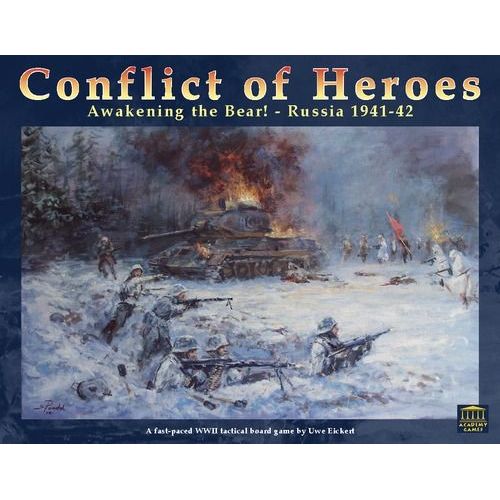 Conflict of Heroes
Awakening the Bear! - Russia 1941-42
A fast-paced WWII tactical board game by Uwe Eickert
ACADEMY
GAMES